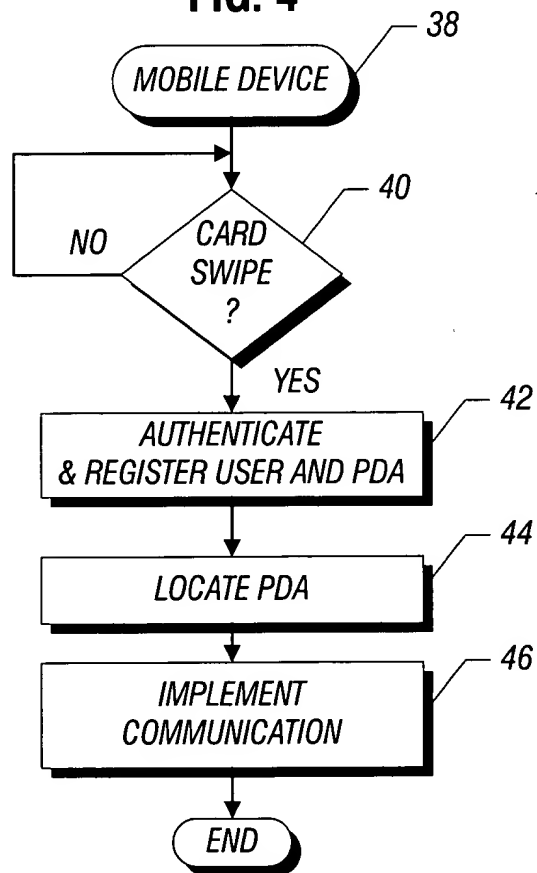 FIG. 4
38
MOBILE DEVICE
40
NO
CARD
SWIPE
?
YES
42
AUTHENTICATE
& REGISTER USER AND PDA
44
LOCATE PDA
46
IMPLEMENT
COMMUNICATION
END